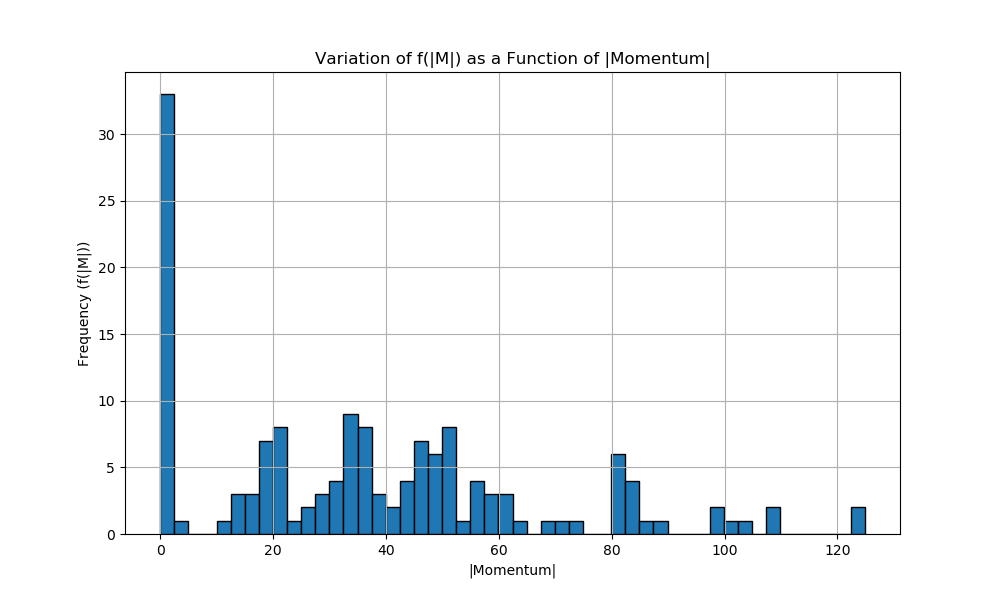 Variation of f(|M|) as a Function of |Momentum|
Frequency (f(|M|))
30
25
20
15
10
5
0
0 20 40 60 80 100 120
|Momentum|